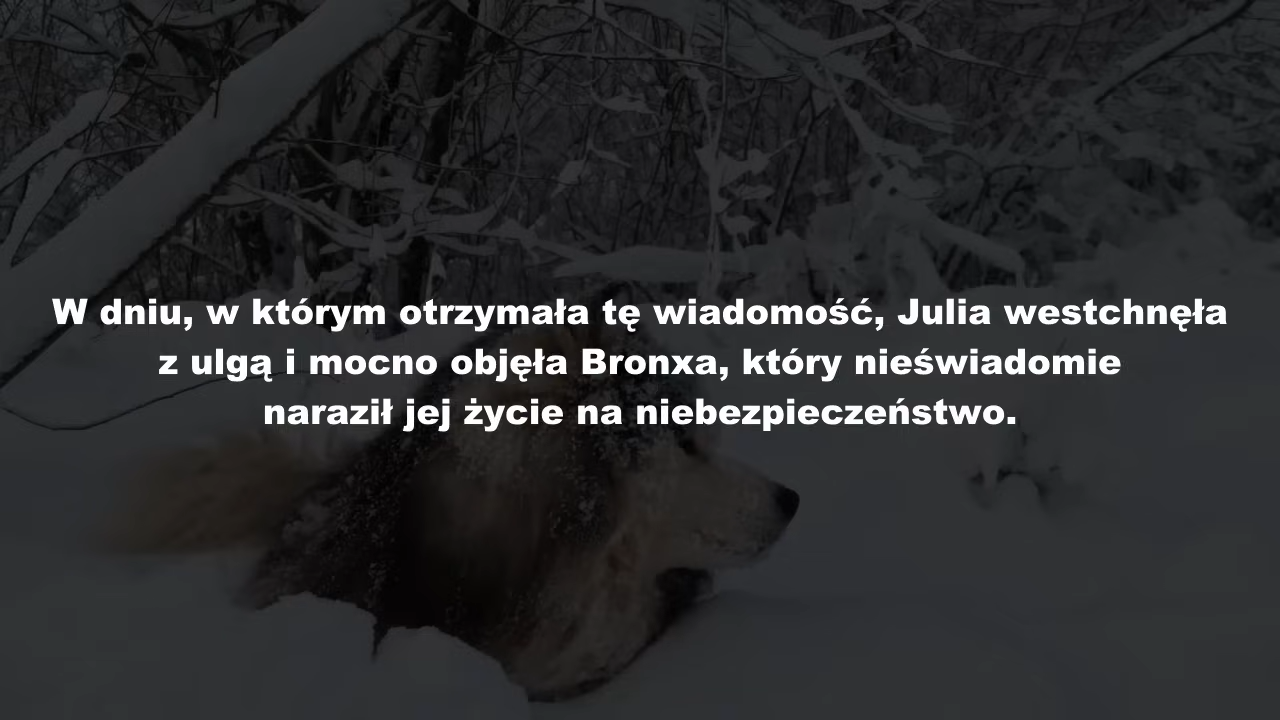 W dniu, w którym otrzymała tę wiadomość, Julia westchnęła
z ulgą i mocno objęła Bronxa, który nieświadomie
naraził jej życie na niebezpieczeństwo.